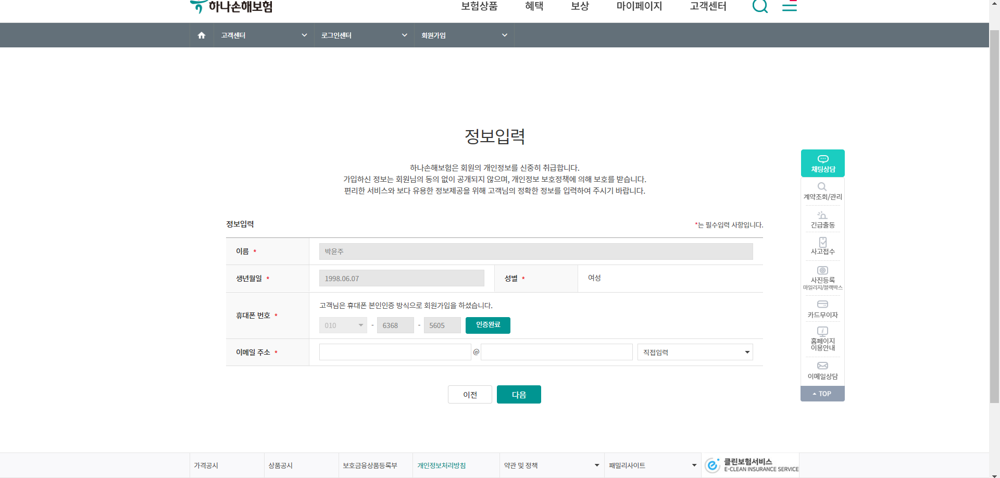 하나손해보험
보험상품 혜택 보상 마이페이지 고객센터
고객센터 로그인센터 회원가입
정보입력
하나손해보험은 회원의 개인정보를 신중히 취급합니다.
가입하신 정보는 회원님의 동의 없이 공개되지 않으며, 개인정보 보호정책에 의해 보호를 받습니다.
편리한 서비스와 보다 유용한 정보제공을 위해 고객님의 정확한 정보를 입력하여 주시기 바랍니다.
정보입력
*는 필수입력 사항입니다.
이름 * 박윤주
생년월일 * 1998.06.07 성별 * 여성
휴대폰 번호 *
고객님은 휴대폰 본인인증 방식으로 회원가입을 하셨습니다.
010 - 6368 - 5605 인증완료
이메일 주소 * @ 직접입력
이전 다음
채팅상담
계약조회/관리
긴급출동
사고접수
사진등록
마일리지/블랙박스
카드무이자
홈페이지
이용안내
이메일상담
TOP
가격공시 상품공시 보호금융상품등록부 개인정보처리방침 약관 및 정책 패밀리사이트
클린보험서비스
E-CLEAN INSURANCE SERVICE